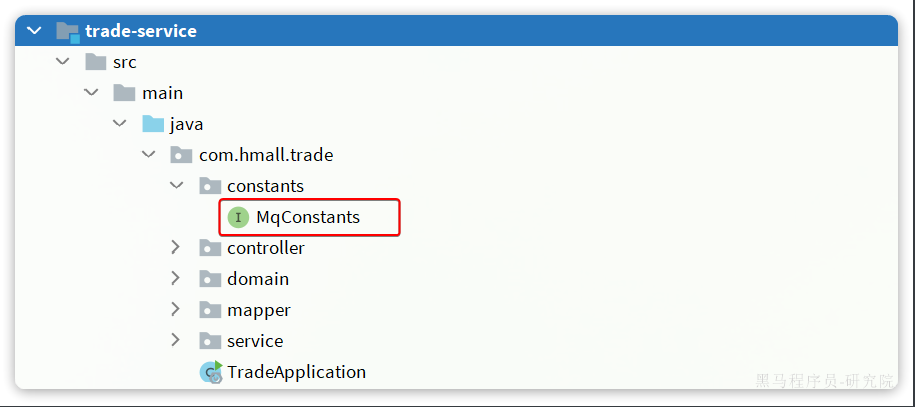 trade-service
src
main
java
com.hmall.trade
constants
I MqConstants
controller
domain
mapper
service
C TradeApplication
黑马程序员-研究院